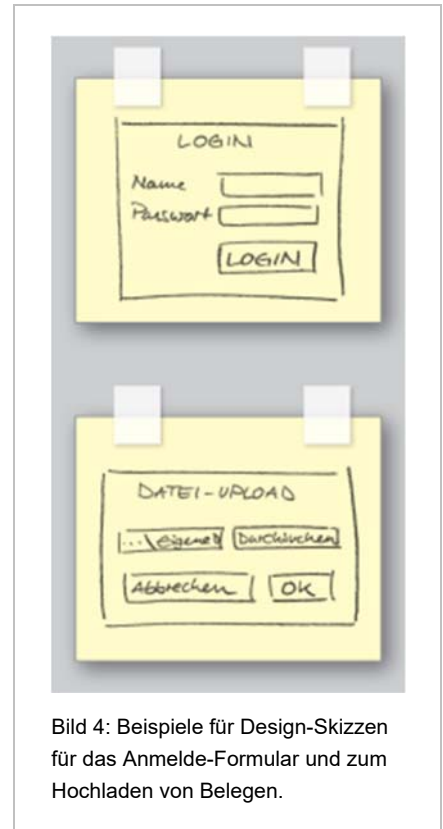 LOGIN
Name
Passwort
LOGIN
DATEI-UPLOAD
...\Eigene Durchsuchen
Abbrechen OK
Bild 4: Beispiele für Design-Skizzen
für das Anmelde-Formular und zum
Hochladen von Belegen.